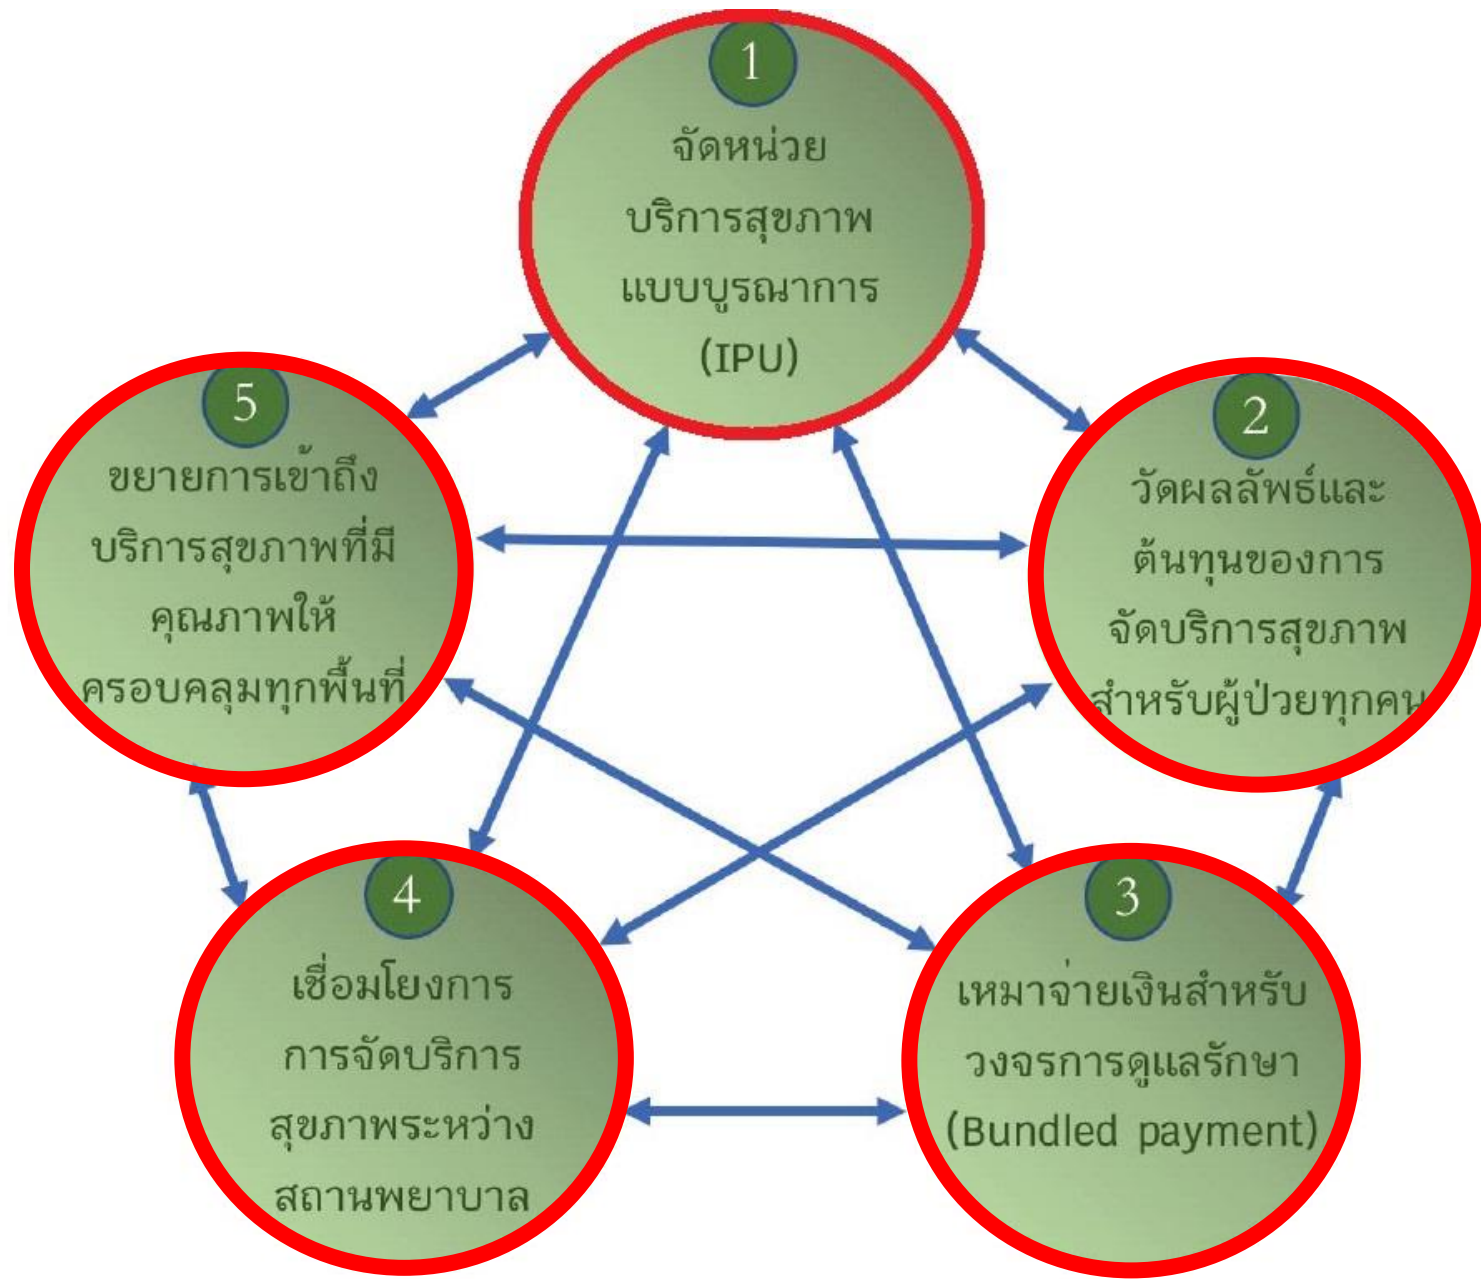 1
จัดหน่วย
บริการสุขภาพ
แบบบูรณาการ
(IPU)
2
วัดผลลัพธ์และ
ต้นทุนของการ
จัดบริการสุขภาพ
สำหรับผู้ป่วยทุกคน
3
เหมาจ่ายเงินสำหรับ
วงจรการดูแลรักษา
(Bundled payment)
4
เชื่อมโยงการ
การจัดบริการ
สุขภาพระหว่าง
สถานพยาบาล
5
ขยายการเข้าถึง
บริการสุขภาพที่มี
คุณภาพให้
ครอบคลุมทุกพื้นที่